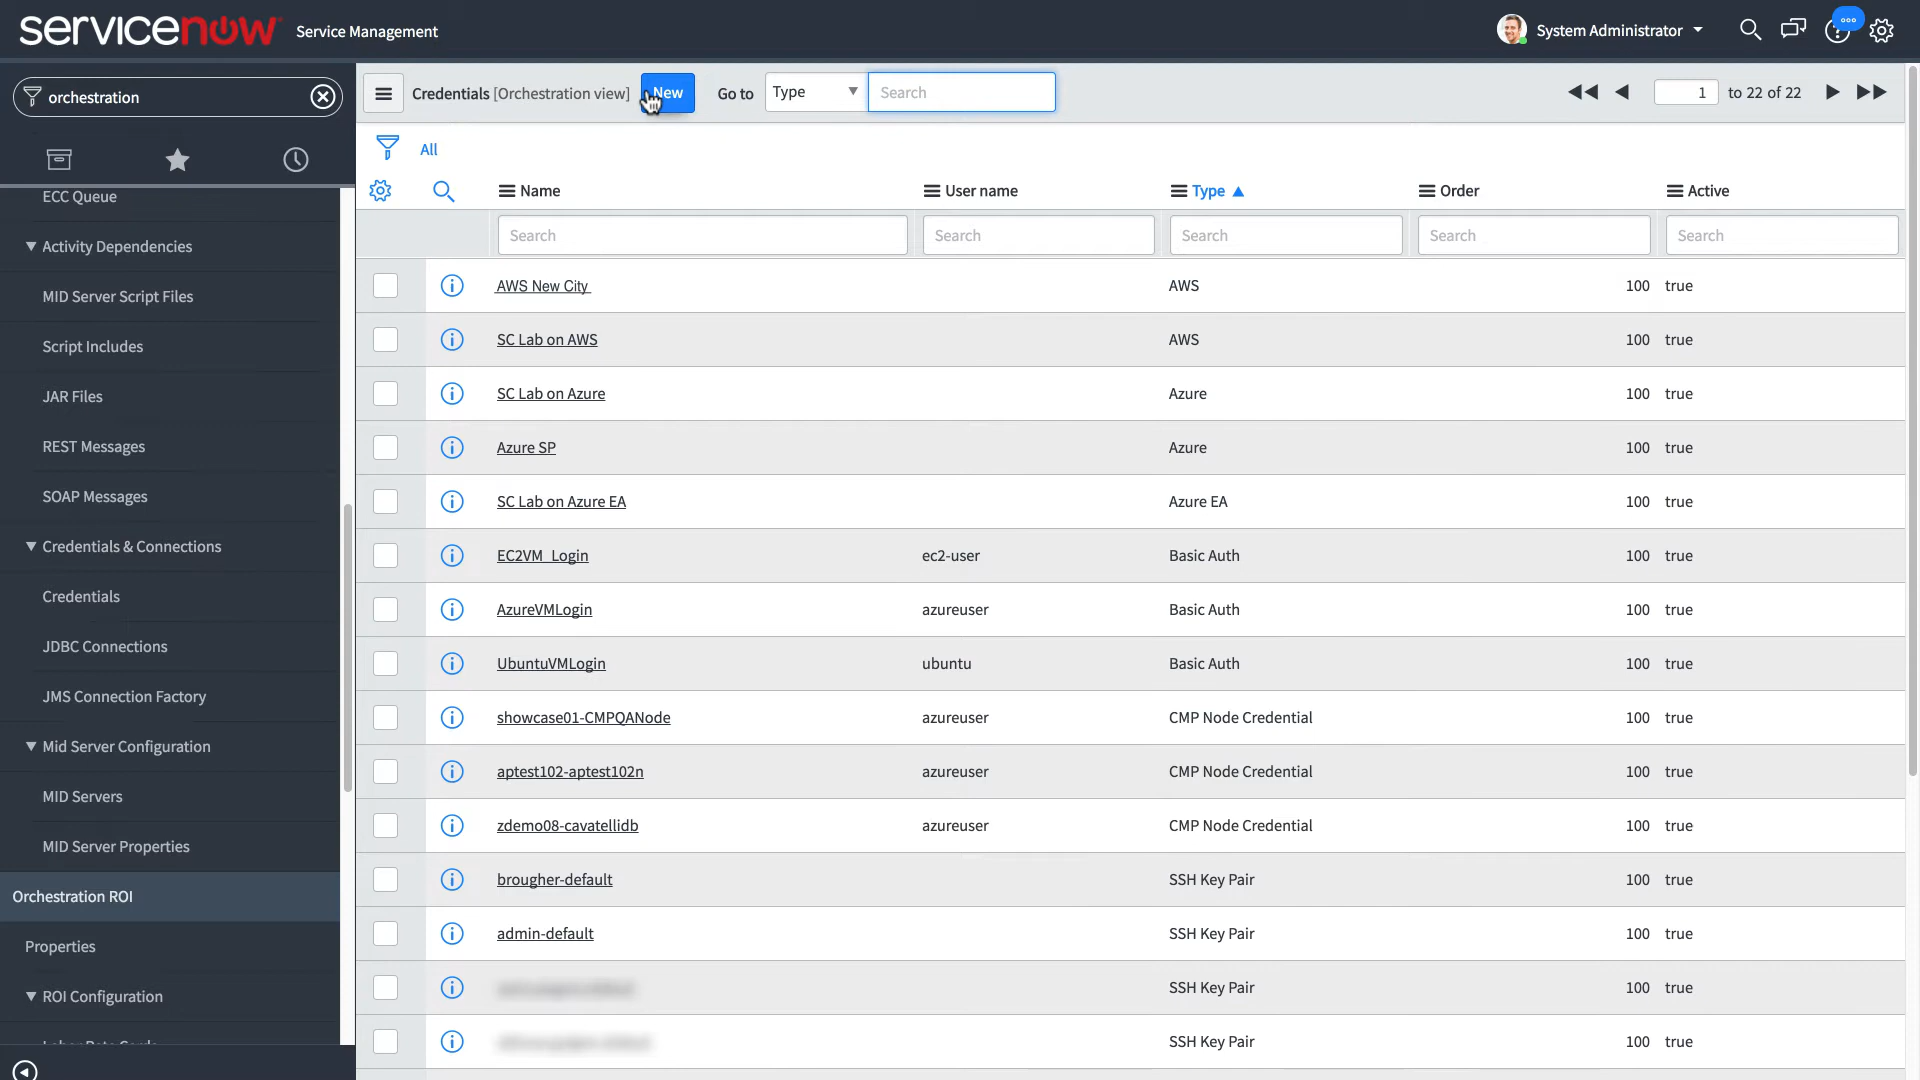 servicenow Service Management
System Administrator
orchestration
Credentials [Orchestration view] New Go to Type Search 1 to 22 of 22
All
Name User name Type Order Active
Search Search Search Search Search
ECC Queue
Activity Dependencies
MID Server Script Files
Script Includes
JAR Files
REST Messages
SOAP Messages
Credentials & Connections
Credentials
JDBC Connections
JMS Connection Factory
Mid Server Configuration
MID Servers
MID Server Properties
Orchestration ROI
Properties
ROI Configuration
AWS New City AWS 100 true
SC Lab on AWS AWS 100 true
SC Lab on Azure Azure 100 true
Azure SP Azure 100 true
SC Lab on Azure EA Azure EA 100 true
EC2VM_Login ec2-user Basic Auth 100 true
AzureVMLogin azureuser Basic Auth 100 true
UbuntuVMLogin ubuntu Basic Auth 100 true
showcase01-CMPQANode azureuser CMP Node Credential 100 true
aptest102-aptest102n azureuser CMP Node Credential 100 true
zdemo08-cavatellidb azureuser CMP Node Credential 100 true
brougher-default SSH Key Pair 100 true
admin-default SSH Key Pair 100 true
SSH Key Pair 100 true
SSH Key Pair 100 true